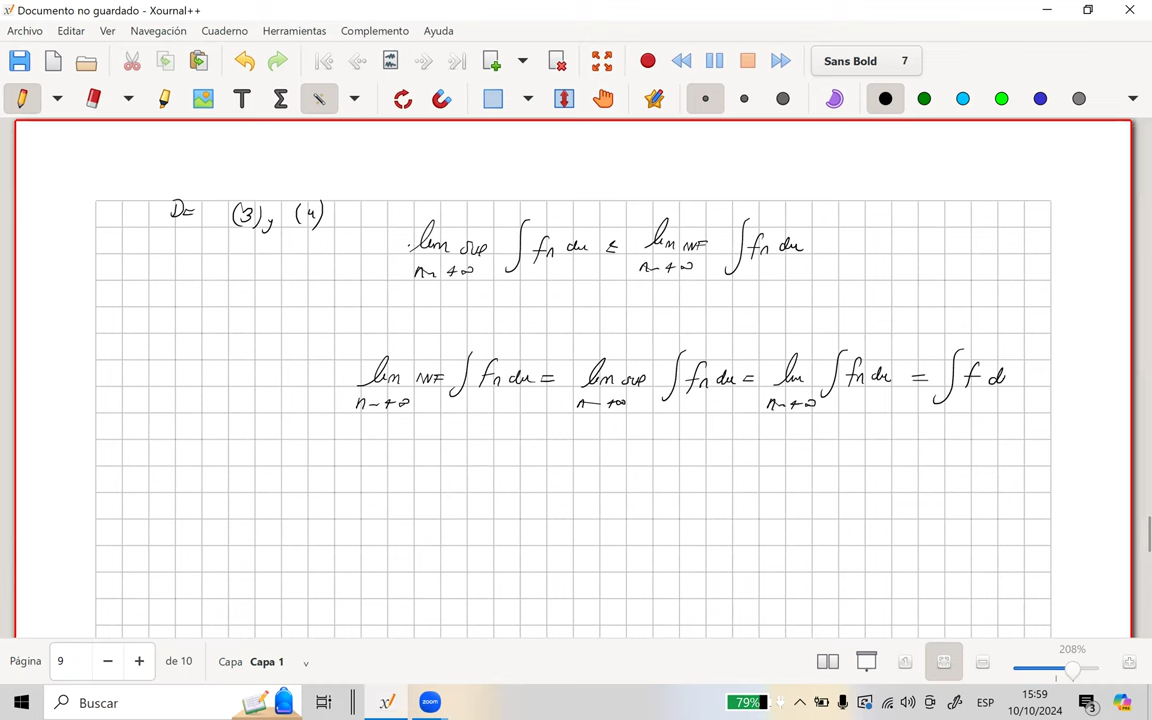 Documento no guardado - Xournal++
Archivo Editar Ver Navegación Cuaderno Herramientas Complemento Ayuda
Sans Bold 7
D= (3) y (4)
lim sup ∫ fn du ≤ lim INF ∫ fn du
n→+∞ n→+∞
lim INF ∫ fn du = lim sup ∫ fn du = lim ∫ fn du = ∫ f d
n→+∞ n→+∞ n→+∞
Página 9 de 10 Capa Capa 1 208%
Buscar 79% ESP 15:59
10/10/2024 3